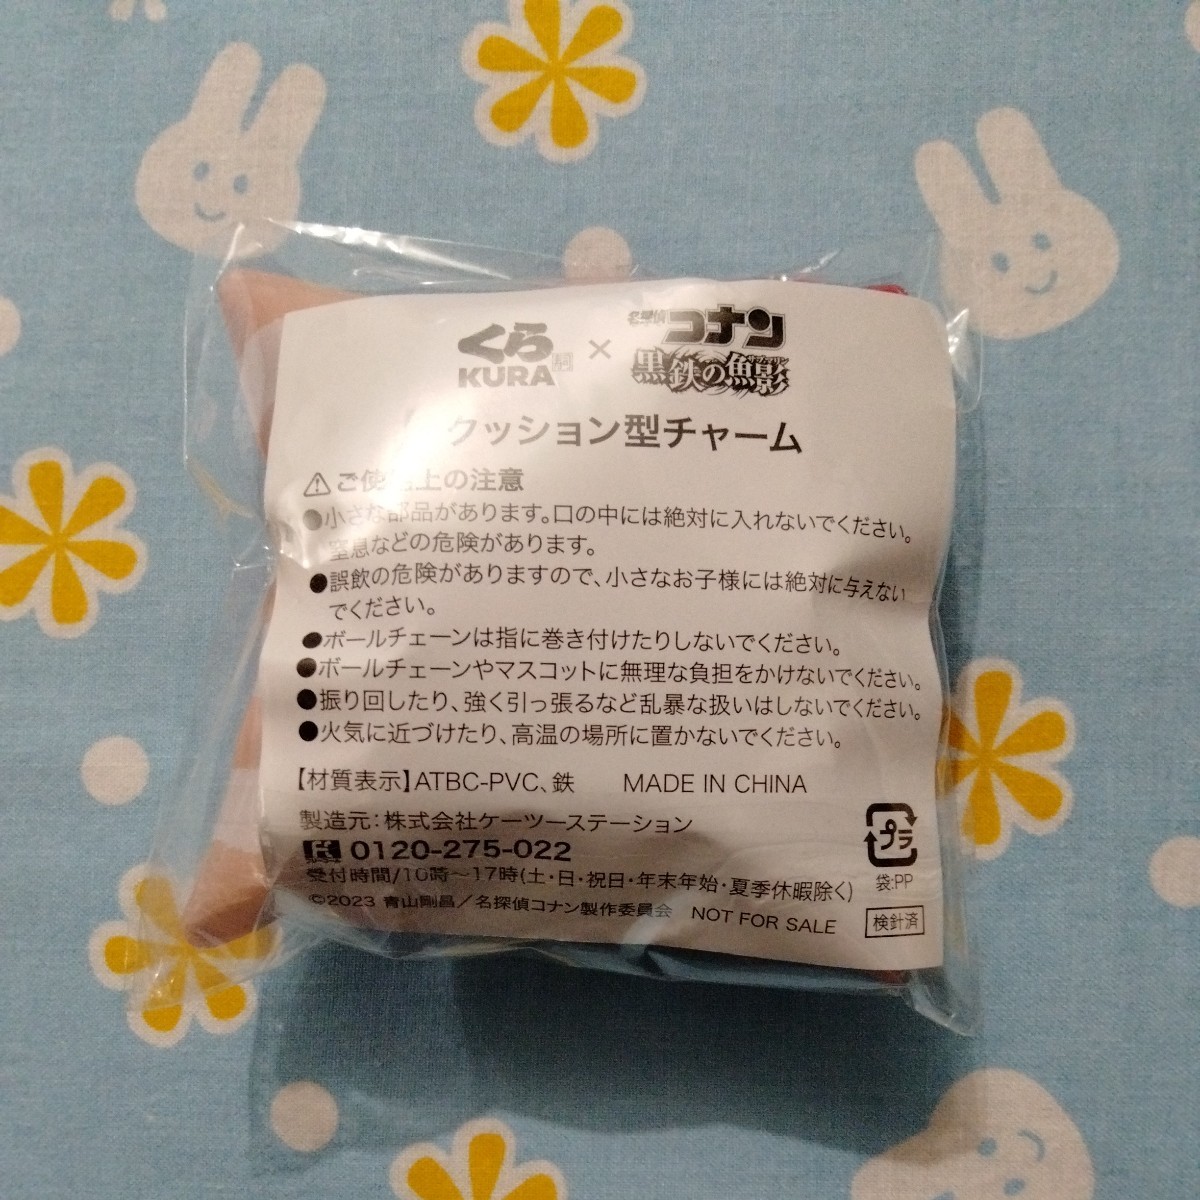 くら KURA × 名探偵コナン 黒鉄の魚影 サブマリン
クッション型チャーム
⚠ご使用上の注意
●小さな部品があります。口の中には絶対に入れないでください。
窒息などの危険があります。
●誤飲の危険がありますので、小さなお子様には絶対に与えない
でください。
●ボールチェーンは指に巻き付けたりしないでください。
●ボールチェーンやマスコットに無理な負担をかけないでください。
●振り回したり、強く引っ張るなど乱暴な扱いはしないでください。
●火気に近づけたり、高温の場所に置かないでください。
【材質表示】ATBC-PVC、鉄 MADE IN CHINA
製造元:株式会社ケーツーステーション
0120-275-022
受付時間/10時～17時(土・日・祝日・年末年始・夏季休暇除く)
©2023 青山剛昌／名探偵コナン製作委員会 NOT FOR SALE
プラ
袋:PP
検針済